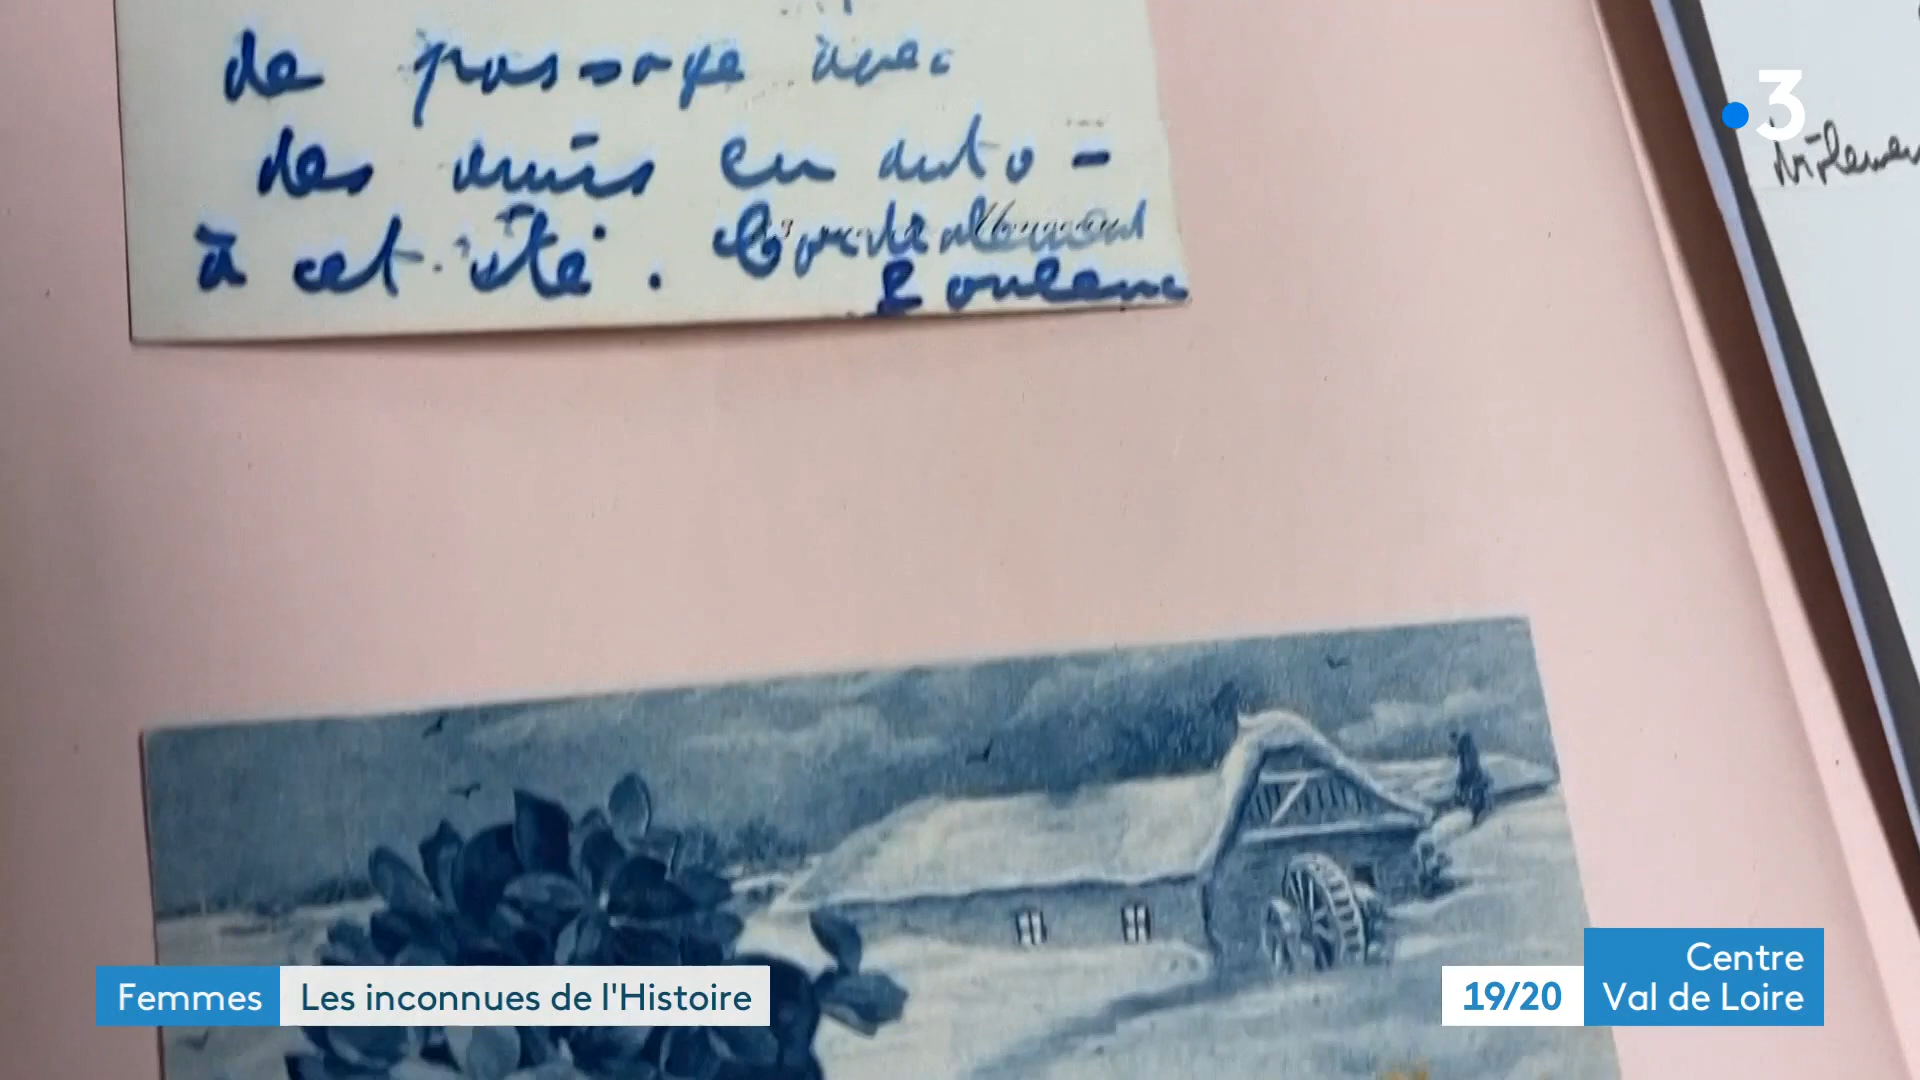 de passage avec
des amis en auto -
à cet été. Cordialement
Poulenc
3
Femmes
Les inconnues de l'Histoire
19/20
Centre
Val de Loire